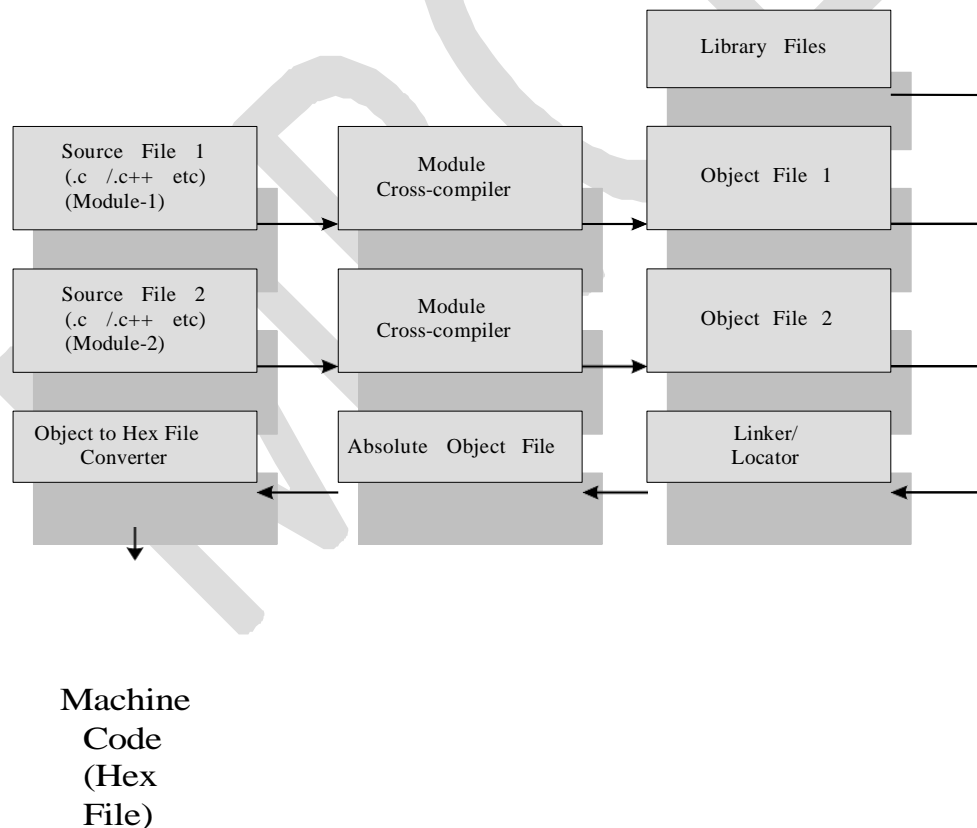 Library Files
Source File 1
(.c /.c++ etc)
(Module-1)
Module
Cross-compiler
Object File 1
Source File 2
(.c /.c++ etc)
(Module-2)
Module
Cross-compiler
Object File 2
Object to Hex File
Converter
Absolute Object File
Linker/
Locator
Machine
Code
(Hex
File)